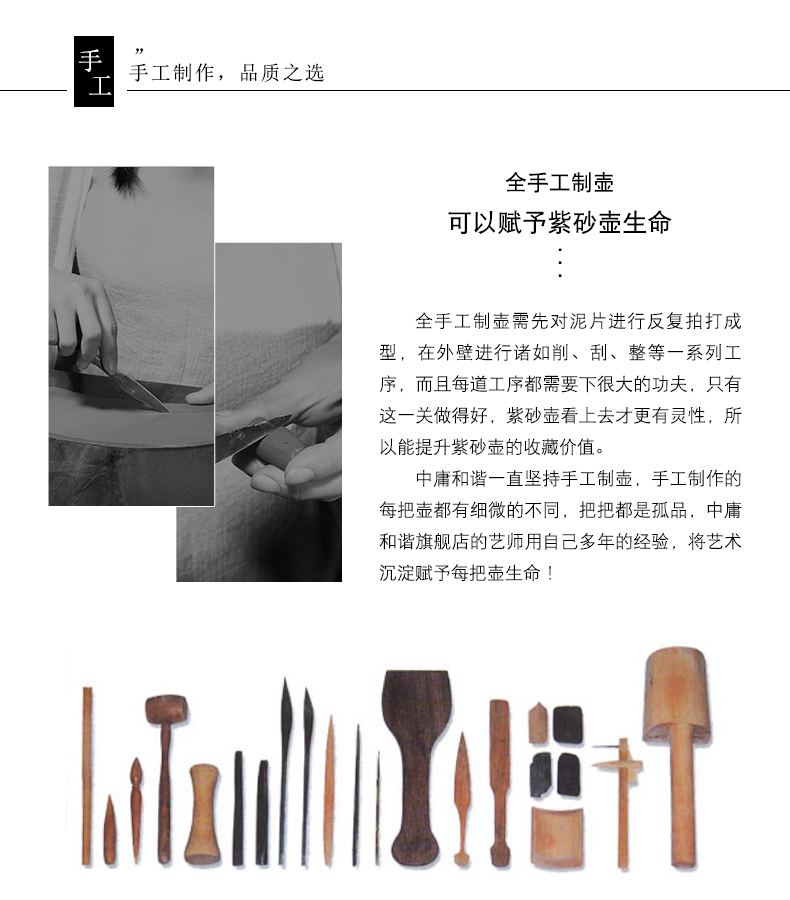 手
工
”
手工制作，品质之选
全手工制壶
可以赋予紫砂壶生命
全手工制壶需先对泥片进行反复拍打成
型，在外壁进行诸如削、刮、整等一系列工
序，而且每道工序都需要下很大的功夫，只有
这一关做得好，紫砂壶看上去才更有灵性，所
以能提升紫砂壶的收藏价值。
中庸和谐一直坚持手工制壶，手工制作的
每把壶都有细微的不同，把把都是孤品，中庸
和谐旗舰店的艺师用自己多年的经验，将艺术
沉淀赋予每把壶生命！